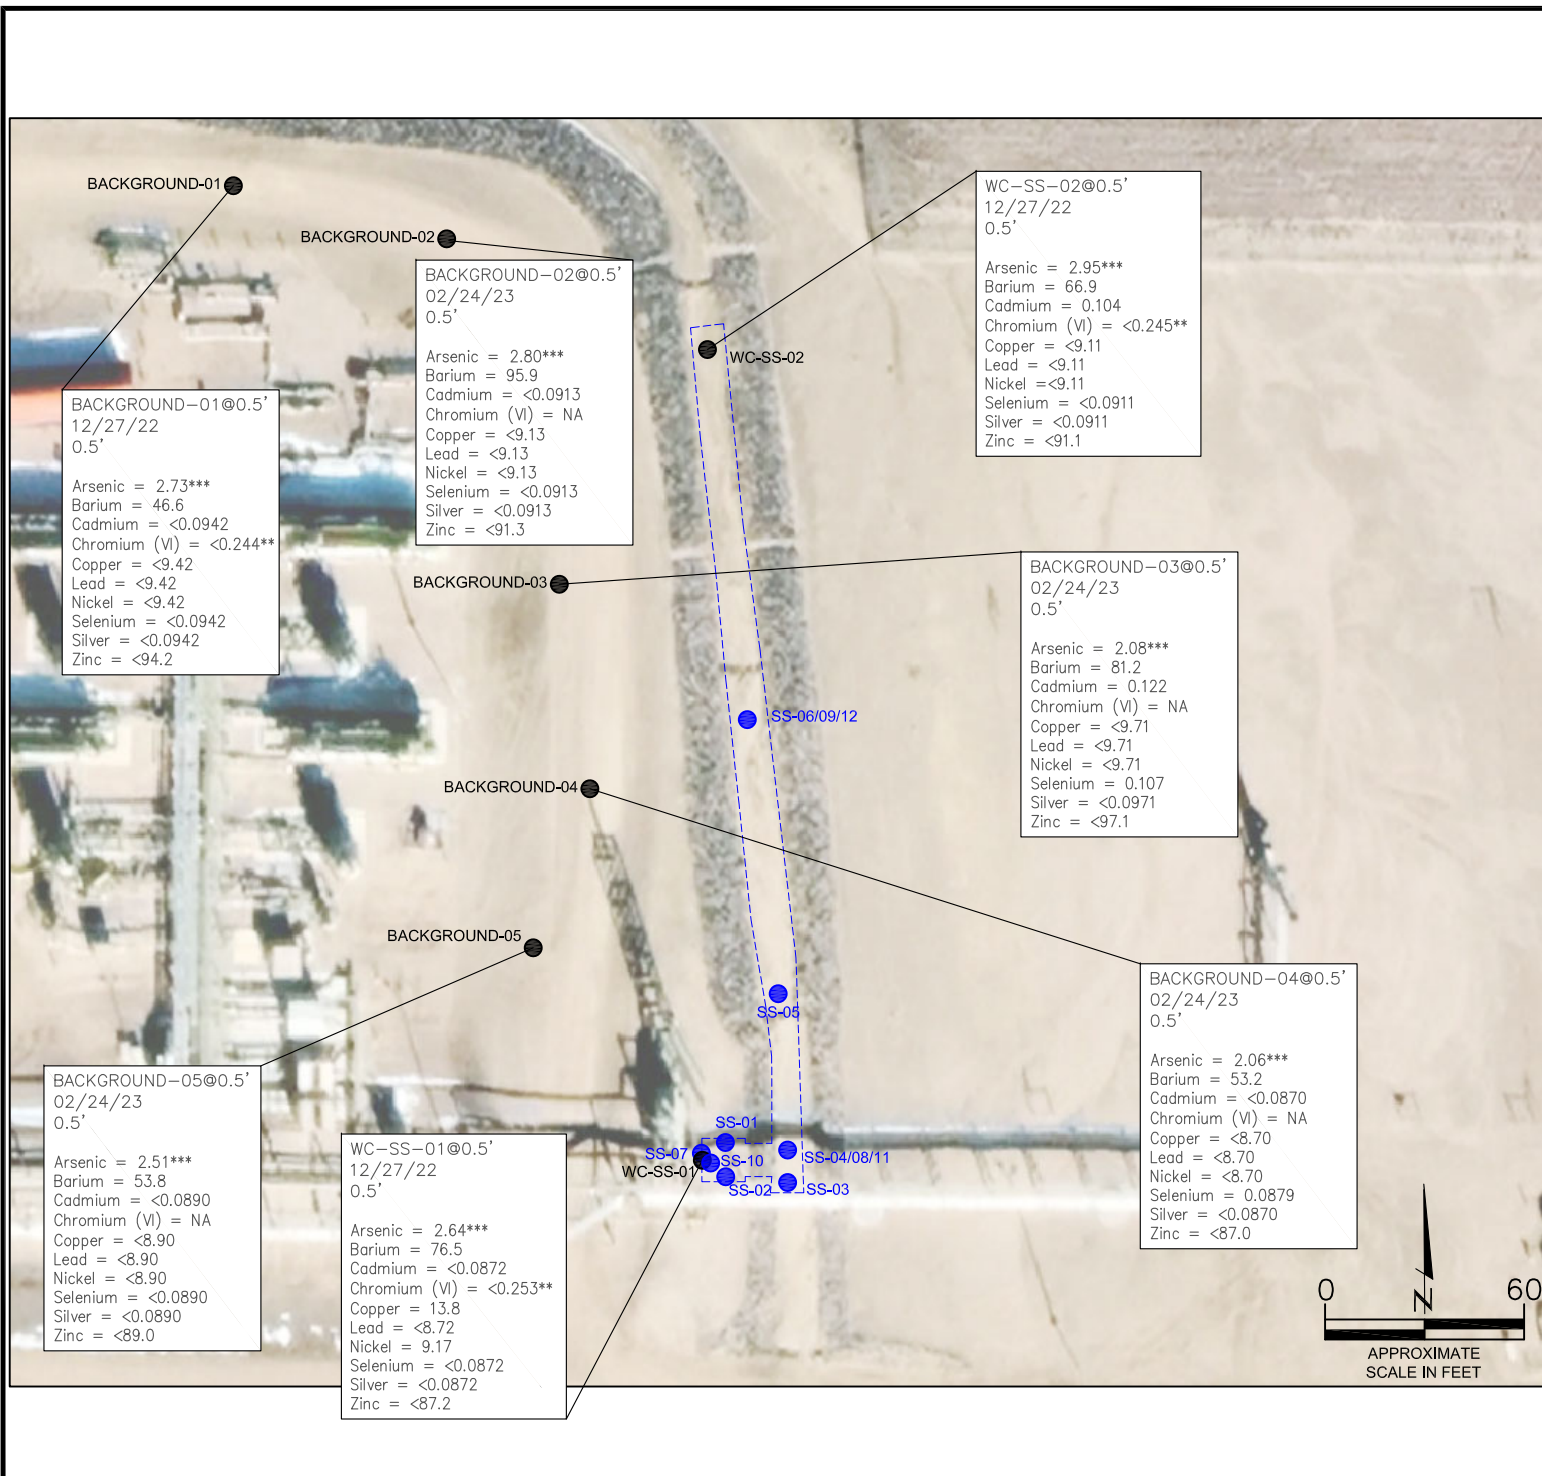 BACKGROUND-01
BACKGROUND-02
WC-SS-02@0.5'
12/27/22
0.5'
Arsenic = 2.95***
Barium = 66.9
Cadmium = 0.104
Chromium (VI) = <0.245**
Copper = <9.11
Lead = <9.11
Nickel =<9.11
Selenium = <0.0911
Silver = <0.0911
Zinc = <91.1
BACKGROUND-02@0.5'
02/24/23
0.5'
Arsenic = 2.80***
Barium = 95.9
Cadmium = <0.0913
Chromium (VI) = NA
Copper = <9.13
Lead = <9.13
Nickel = <9.13
Selenium = <0.0913
Silver = <0.0913
Zinc = <91.3
WC-SS-02
BACKGROUND-01@0.5'
12/27/22
0.5'
Arsenic = 2.73***
Barium = 46.6
Cadmium = <0.0942
Chromium (VI) = <0.244**
Copper = <9.42
Lead = <9.42
Nickel = <9.42
Selenium = <0.0942
Silver = <0.0942
Zinc = <94.2
BACKGROUND-03
BACKGROUND-03@0.5'
02/24/23
0.5'
Arsenic = 2.08***
Barium = 81.2
Cadmium = 0.122
Chromium (VI) = NA
Copper = <9.71
Lead = <9.71
Nickel = <9.71
Selenium = 0.107
Silver = <0.0971
Zinc = <97.1
SS-06/09/12
BACKGROUND-04
BACKGROUND-05
BACKGROUND-04@0.5'
02/24/23
0.5'
Arsenic = 2.06***
Barium = 53.2
Cadmium = <0.0870
Chromium (VI) = NA
Copper = <8.70
Lead = <8.70
Nickel = <8.70
Selenium = 0.0879
Silver = <0.0870
Zinc = <87.0
SS-05
BACKGROUND-05@0.5'
02/24/23
0.5'
Arsenic = 2.51***
Barium = 53.8
Cadmium = <0.0890
Chromium (VI) = NA
Copper = <8.90
Lead = <8.90
Nickel = <8.90
Selenium = <0.0890
Silver = <0.0890
Zinc = <89.0
WC-SS-01@0.5'
12/27/22
0.5'
Arsenic = 2.64***
Barium = 76.5
Cadmium = <0.0872
Chromium (VI) = <0.253**
Copper = 13.8
Lead = <8.72
Nickel = 9.17
Selenium = <0.0872
Silver = <0.0872
Zinc = <87.2
SS-01
SS-07
SS-10
WC-SS-01
SS-02
SS-04/08/11
SS-03
0 60
N
APPROXIMATE
SCALE IN FEET